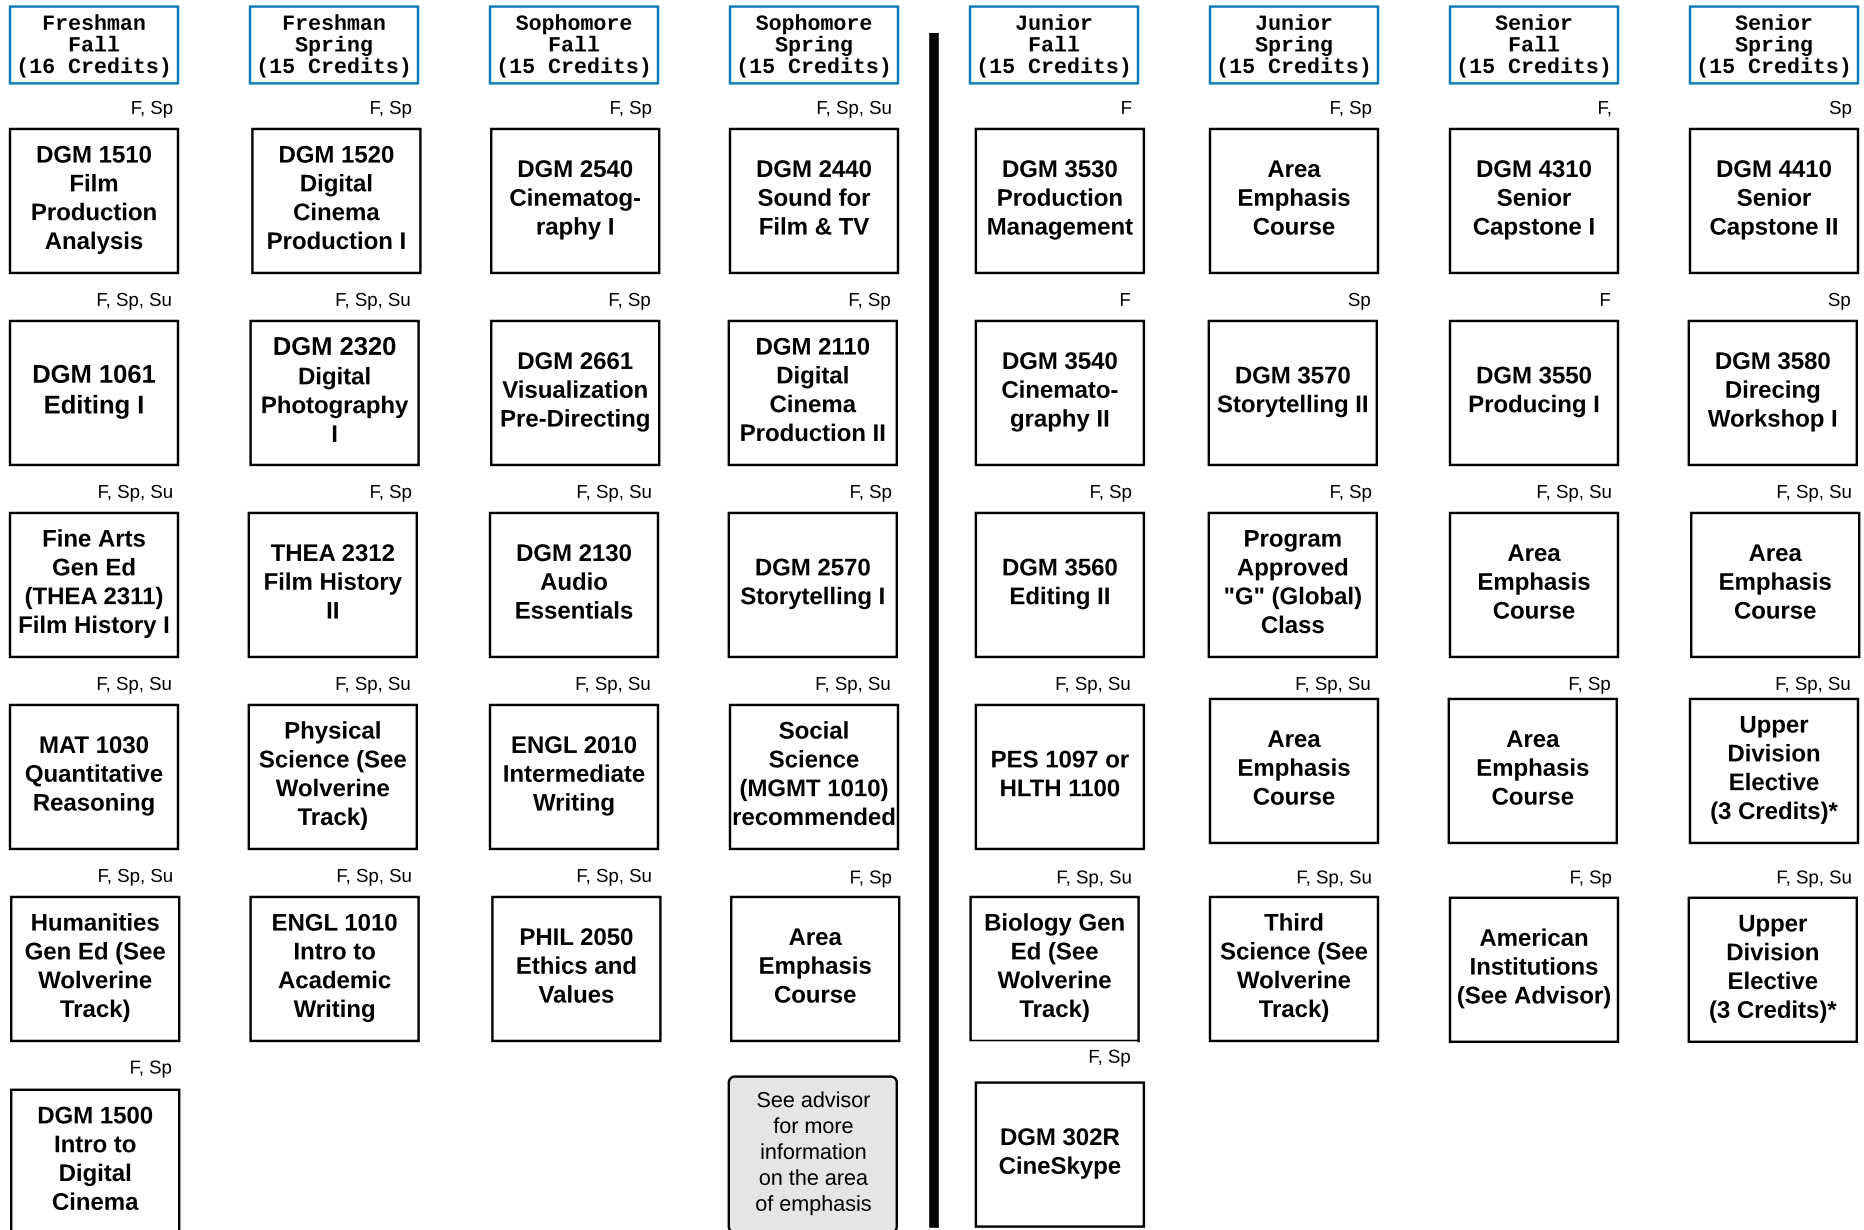 Freshman
Fall
(16 Credits)
F, Sp
DGM 1510
Film
Production
Analysis
F, Sp, Su
DGM 1061
Editing I
F, Sp, Su
Fine Arts
Gen Ed
(THEA 2311)
Film History I
F, Sp, Su
MAT 1030
Quantitative
Reasoning
F, Sp, Su
Humanities
Gen Ed (See
Wolverine
Track)
F, Sp
DGM 1500
Intro to
Digital
Cinema
Freshman
Spring
(15 Credits)
F, Sp
DGM 1520
Digital
Cinema
Production I
F, Sp, Su
DGM 2320
Digital
Photography
I
F, Sp
THEA 2312
Film History
II
F, Sp, Su
Physical
Science (See
Wolverine
Track)
F, Sp, Su
ENGL 1010
Intro to
Academic
Writing
Sophomore
Fall
(15 Credits)
F, Sp
DGM 2540
Cinematog-
raphy I
F, Sp
DGM 2661
Visualization
Pre-Directing
F, Sp, Su
DGM 2130
Audio
Essentials
F, Sp, Su
ENGL 2010
Intermediate
Writing
F, Sp, Su
PHIL 2050
Ethics and
Values
Sophomore
Spring
(15 Credits)
F, Sp, Su
DGM 2440
Sound for
Film & TV
F, Sp
DGM 2110
Digital
Cinema
Production II
F, Sp
DGM 2570
Storytelling I
F, Sp, Su
Social
Science
(MGMT 1010)
recommended
F, Sp
Area
Emphasis
Course
See advisor
for more
information
on the area
of emphasis
Junior
Fall
(15 Credits)
F
DGM 3530
Production
Management
F
DGM 3540
Cinemato-
graphy II
F, Sp
DGM 3560
Editing II
F, Sp, Su
PES 1097 or
HLTH 1100
F, Sp, Su
Biology Gen
Ed (See
Wolverine
Track)
F, Sp
DGM 302R
CineSkype
Junior
Spring
(15 Credits)
F, Sp
Area
Emphasis
Course
Sp
DGM 3570
Storytelling II
F, Sp
Program
Approved
"G" (Global)
Class
F, Sp, Su
Area
Emphasis
Course
F, Sp, Su
Third
Science (See
Wolverine
Track)
Senior
Fall
(15 Credits)
F,
DGM 4310
Senior
Capstone I
F
DGM 3550
Producing I
F, Sp, Su
Area
Emphasis
Course
F, Sp
Area
Emphasis
Course
F, Sp
American
Institutions
(See Advisor)
Senior
Spring
(15 Credits)
Sp
DGM 4410
Senior
Capstone II
Sp
DGM 3580
Direcing
Workshop I
F, Sp, Su
Area
Emphasis
Course
F, Sp, Su
Upper
Division
Elective
(3 Credits)*
F, Sp, Su
Upper
Division
Elective
(3 Credits)*